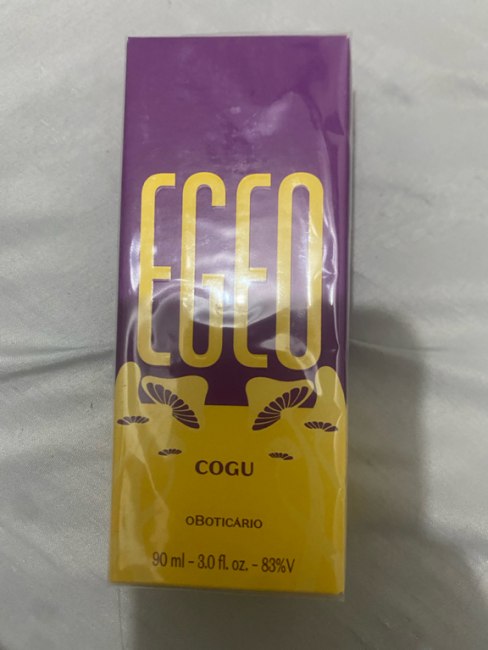 EGEO
COGU
oBOTICÁRIO
90 ml - 3.0 fl. oz. - 83%V